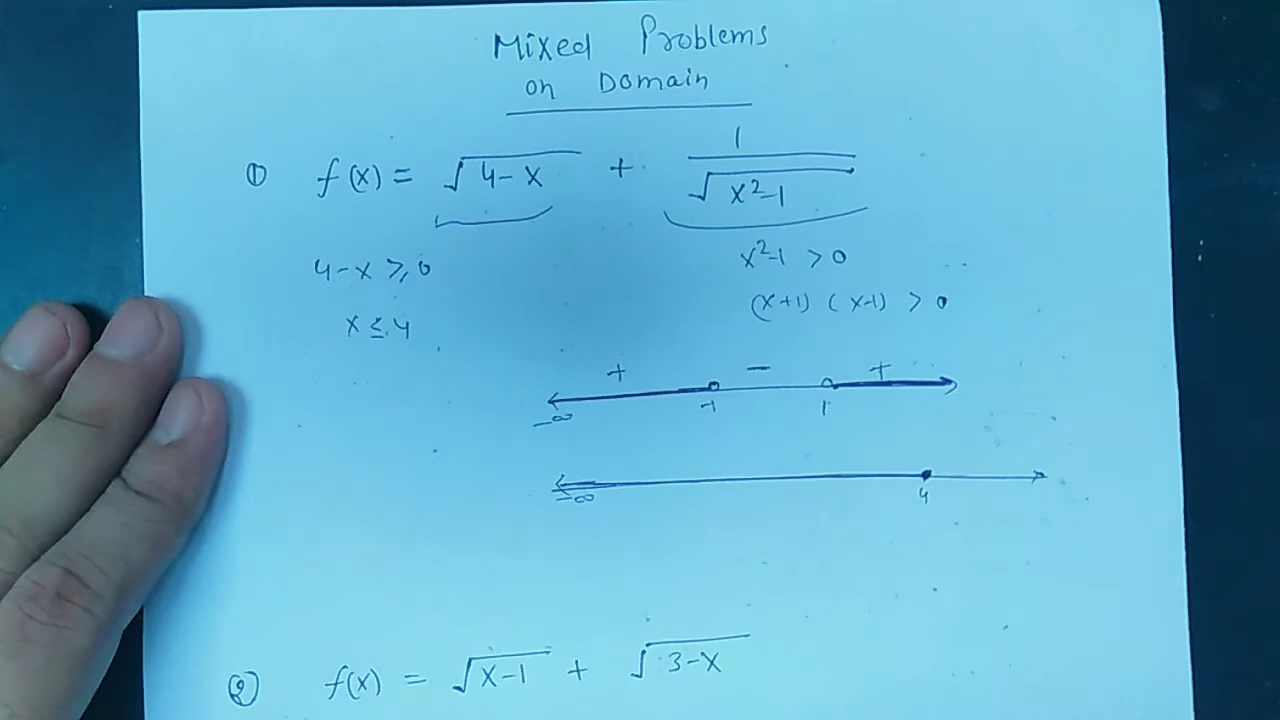 Mixed Problems
on Domain
① f(x) = √(4-x) + 1/√(x²-1)
4-x ≥ 0
x²-1 > 0
x ≤ 4
(x+1) (x-1) > 0
+ - +
-∞ -1 1
-∞ 4
② f(x) = √(x-1) + √(3-x)